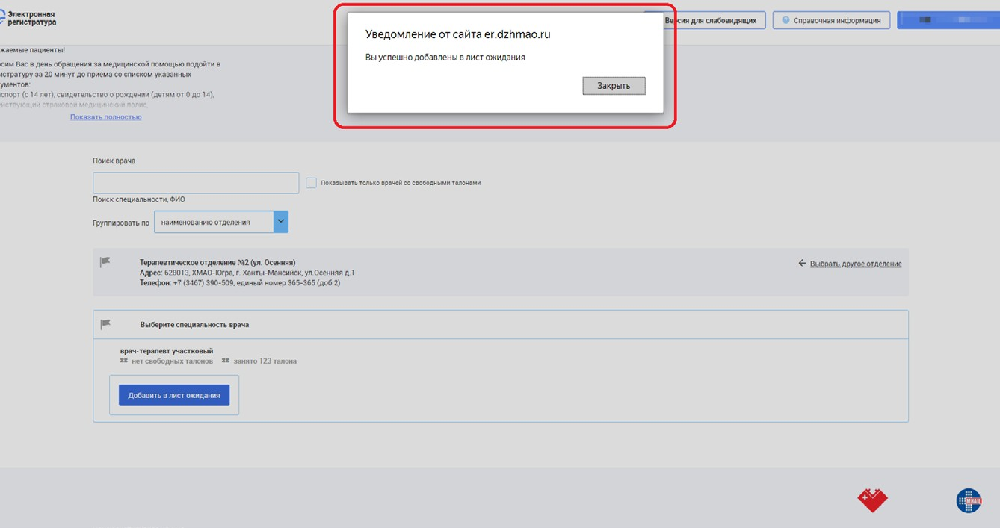 Электронная
регистратура
Уведомление от сайта er.dzhmao.ru
Вы успешно добавлены в лист ожидания
Закрыть
Версия для слабовидящих
Справочная информация
жаемые пациенты!
осим Вас в день обращения за медицинской помощью подойти в
истратуру за 20 минут до приема со списком указанных
ументов:
спорт (с 14 лет), свидетельство о рождении (детям от 0 до 14),
йствующий страховой медицинский полис.
Показать полностью
Поиск врача
Показывать только врачей со свободными талонами
Поиск специальности, ФИО
Группировать по
наименованию отделения
Терапевтическое отделение №2 (ул. Осенняя)
Адрес: 628013, ХМАО-Югра, г. Ханты-Мансийск, ул.Осенняя д.1
Телефон: +7 (3467) 390-509, единый номер 365-365 (доб.2)
Выбрать другое отделение
Выберите специальность врача
врач-терапевт участковый
нет свободных талонов занято 123 талона
Добавить в лист ожидания
МИАЦ